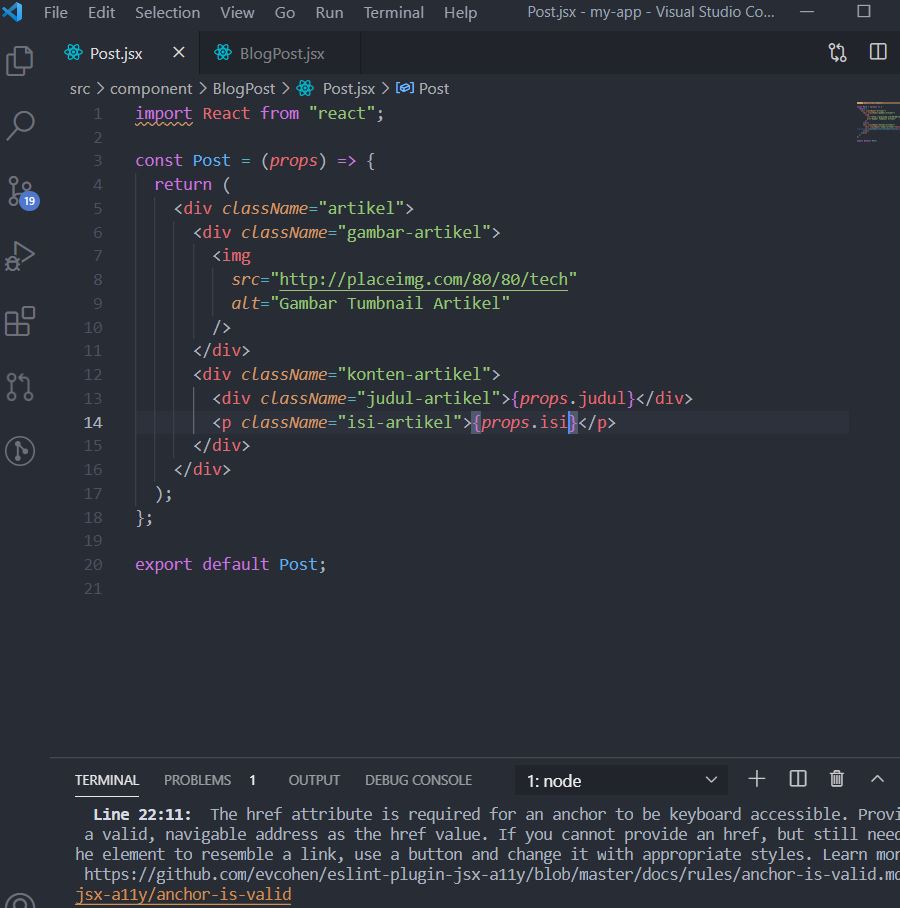 File Edit Selection View Go Run Terminal Help Post.jsx - my-app - Visual Studio Co...
Post.jsx BlogPost.jsx
src > component > BlogPost > Post.jsx > Post
1 import React from "react";
2
3 const Post = (props) => {
4 return (
5 <div className="artikel">
6 <div className="gambar-artikel">
7 <img
8 src="http://placeimg.com/80/80/tech"
9 alt="Gambar Tumbnail Artikel"
10 />
11 </div>
12 <div className="konten-artikel">
13 <div className="judul-artikel">{props.judul}</div>
14 <p className="isi-artikel">{props.isi}</p>
15 </div>
16 </div>
17 );
18 };
19
20 export default Post;
21
19
TERMINAL PROBLEMS 1 OUTPUT DEBUG CONSOLE 1: node
Line 22:11: The href attribute is required for an anchor to be keyboard accessible. Provi
a valid, navigable address as the href value. If you cannot provide an href, but still need
he element to resemble a link, use a button and change it with appropriate styles. Learn mor
https://github.com/evcohen/eslint-plugin-jsx-a11y/blob/master/docs/rules/anchor-is-valid.md
jsx-a11y/anchor-is-valid